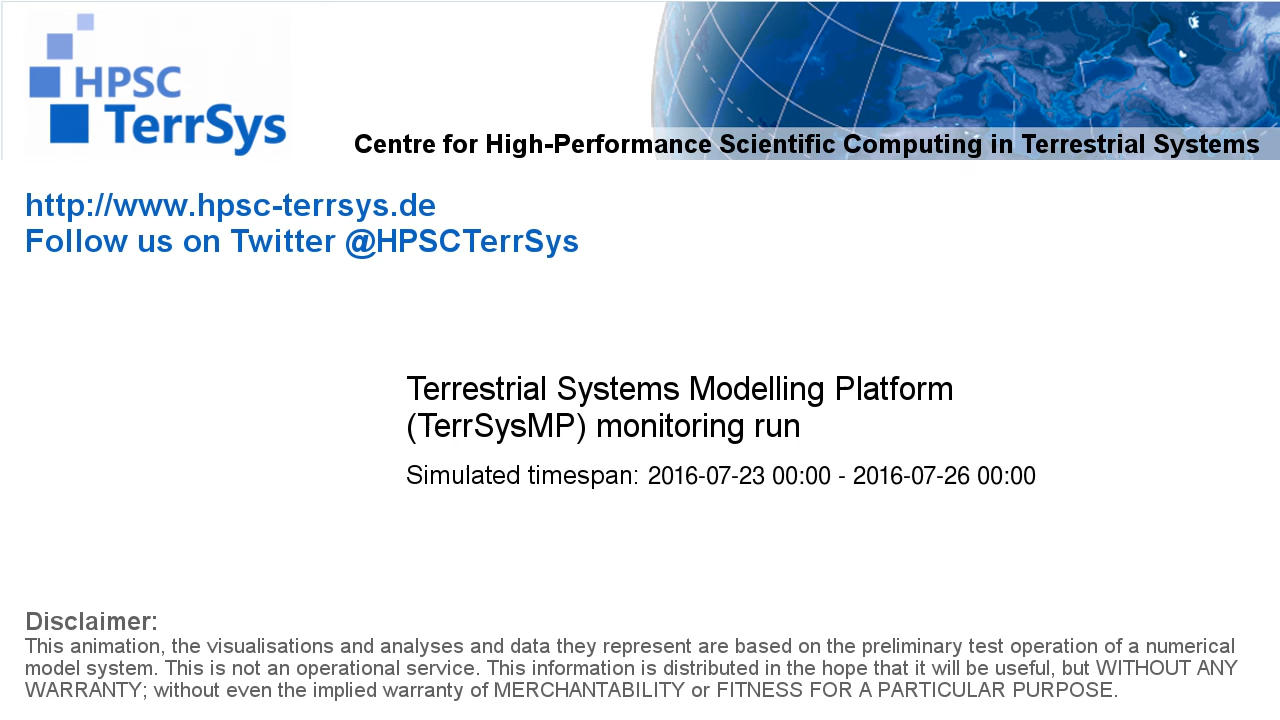 HPSC
TerrSys
Centre for High-Performance Scientific Computing in Terrestrial Systems
http://www.hpsc-terrsys.de
Follow us on Twitter @HPSCTerrSys
Terrestrial Systems Modelling Platform
(TerrSysMP) monitoring run
Simulated timespan: 2016-07-23 00:00 - 2016-07-26 00:00
Disclaimer:
This animation, the visualisations and analyses and data they represent are based on the preliminary test operation of a numerical
model system. This is not an operational service. This information is distributed in the hope that it will be useful, but WITHOUT ANY
WARRANTY; without even the implied warranty of MERCHANTABILITY or FITNESS FOR A PARTICULAR PURPOSE.